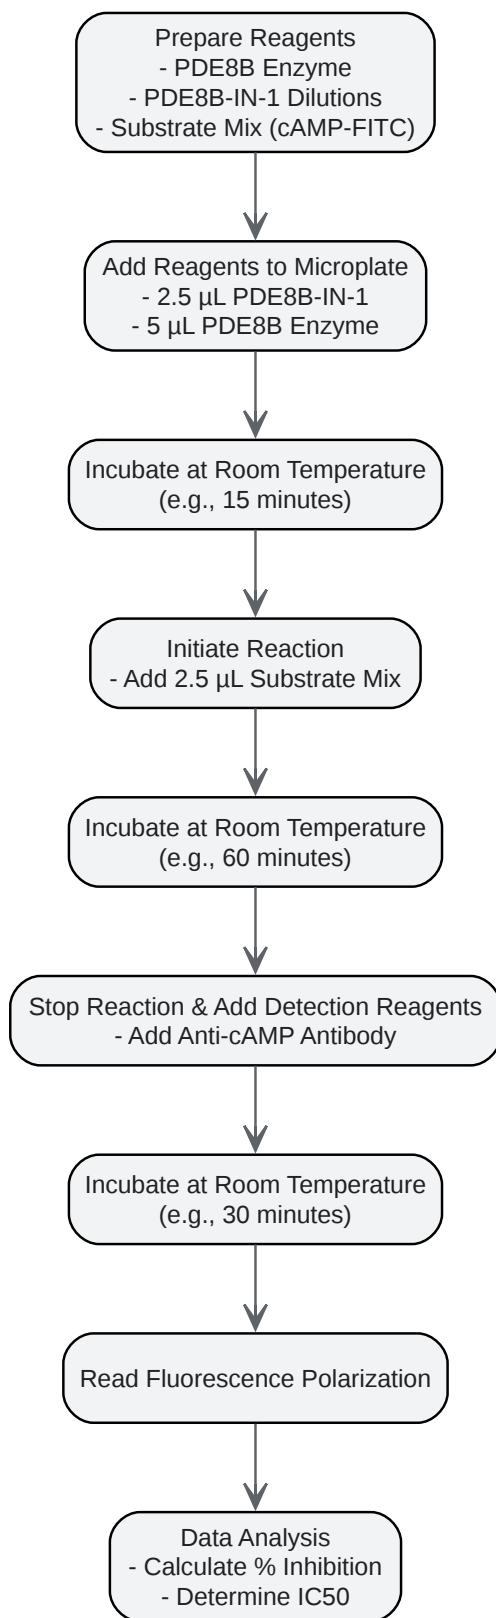 Prepare Reagents
- PDE8B Enzyme
- PDE8B-IN-1 Dilutions
- Substrate Mix (cAMP-FITC)
Add Reagents to Microplate
- 2.5 µL PDE8B-IN-1
- 5 µL PDE8B Enzyme
Incubate at Room Temperature
(e.g., 15 minutes)
Initiate Reaction
- Add 2.5 µL Substrate Mix
Incubate at Room Temperature
(e.g., 60 minutes)
Stop Reaction & Add Detection Reagents
- Add Anti-cAMP Antibody
Incubate at Room Temperature
(e.g., 30 minutes)
Read Fluorescence Polarization
Data Analysis
- Calculate % Inhibition
- Determine IC50